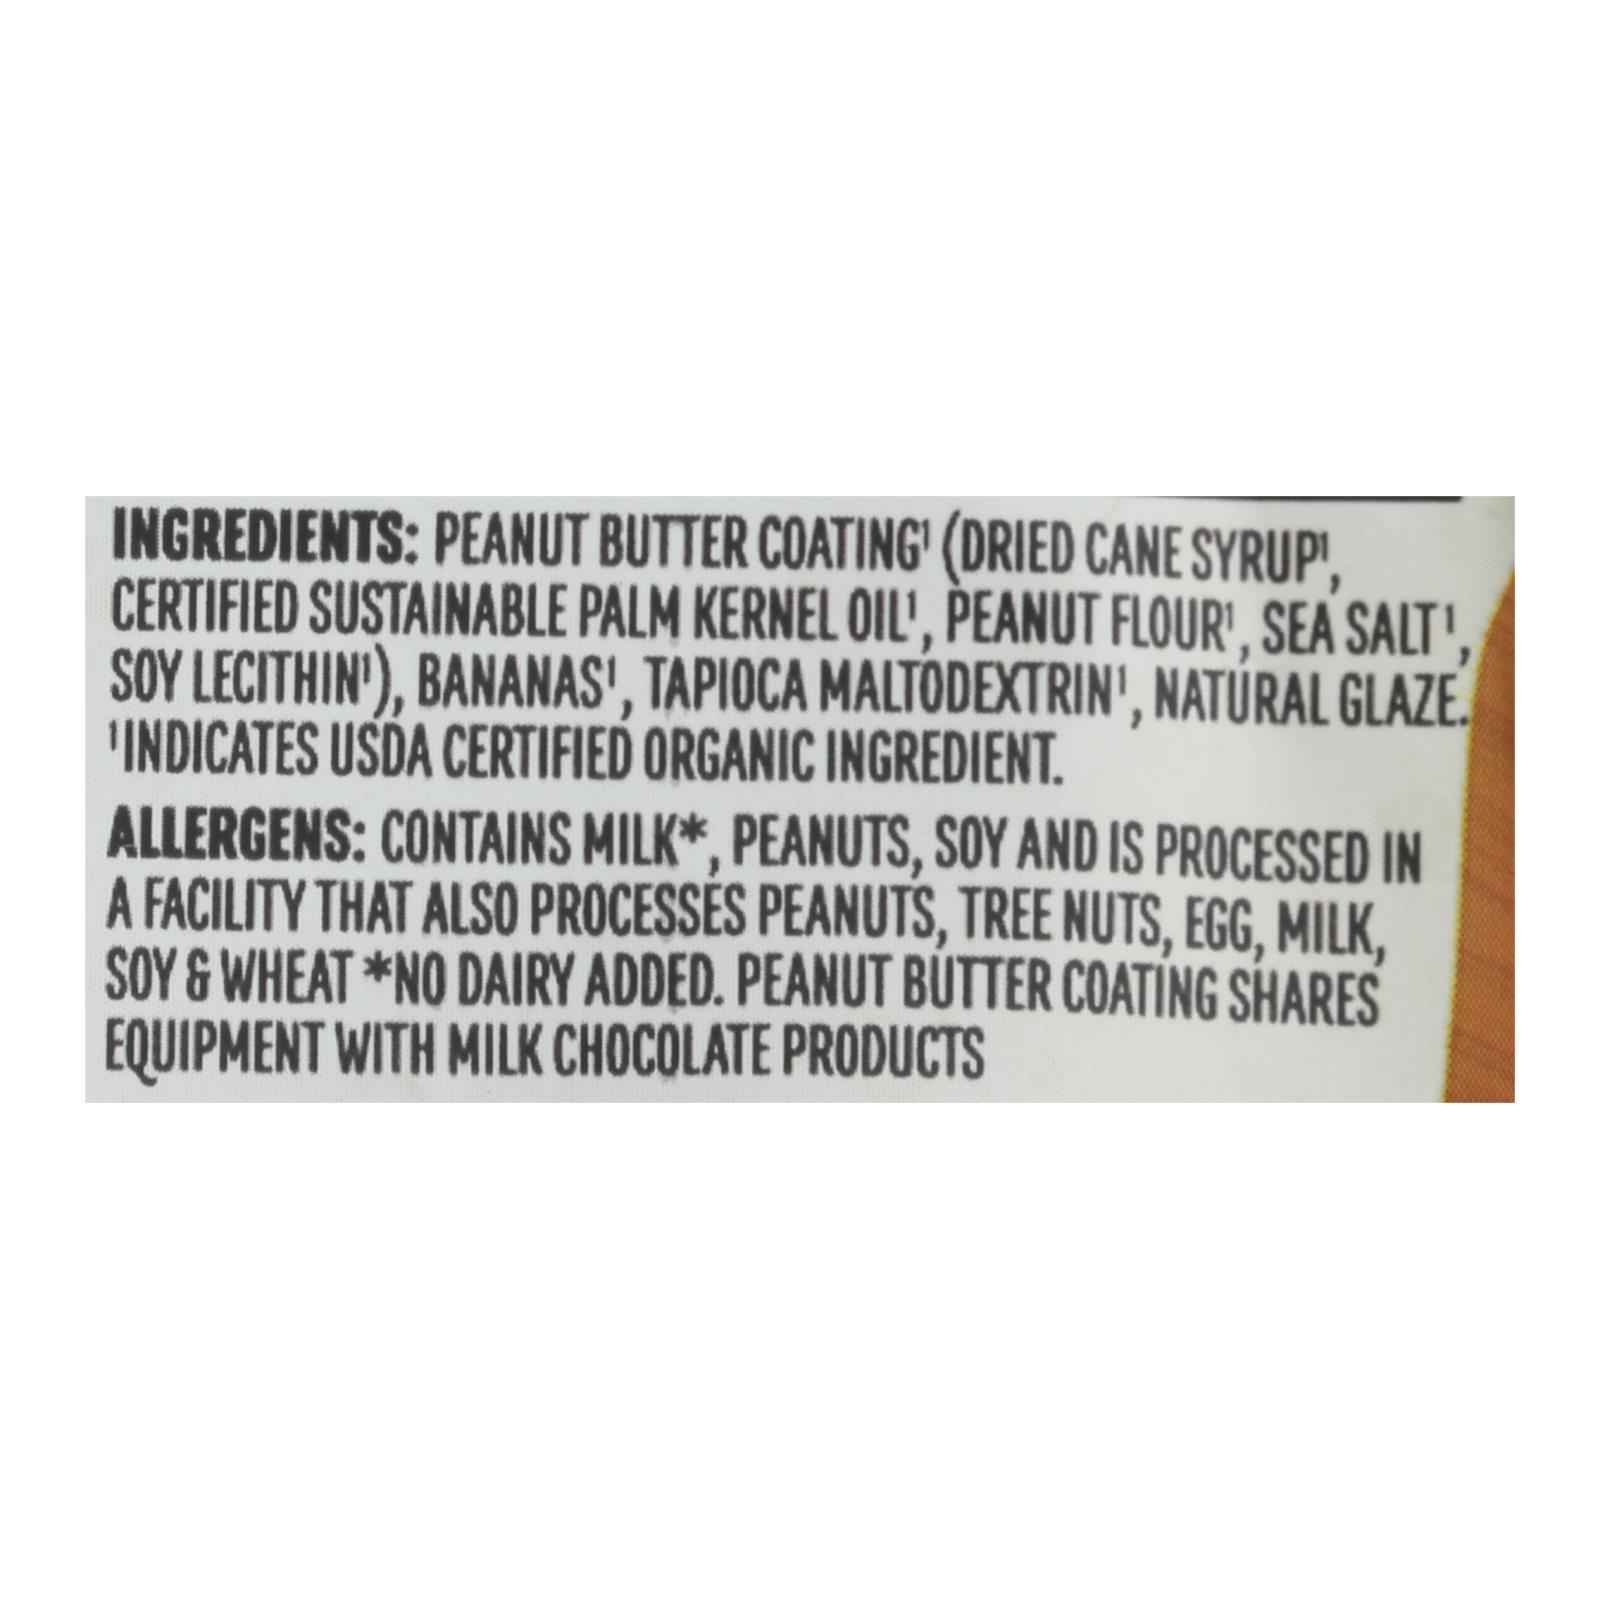 INGREDIENTS: PEANUT BUTTER COATING¹ (DRIED CANE SYRUP¹,
CERTIFIED SUSTAINABLE PALM KERNEL OIL¹, PEANUT FLOUR¹, SEA SALT¹,
SOY LECITHIN¹), BANANAS¹, TAPIOCA MALTODEXTRIN¹, NATURAL GLAZE.
¹INDICATES USDA CERTIFIED ORGANIC INGREDIENT.
ALLERGENS: CONTAINS MILK*, PEANUTS, SOY AND IS PROCESSED IN
A FACILITY THAT ALSO PROCESSES PEANUTS, TREE NUTS, EGG, MILK,
SOY & WHEAT *NO DAIRY ADDED. PEANUT BUTTER COATING SHARES
EQUIPMENT WITH MILK CHOCOLATE PRODUCTS